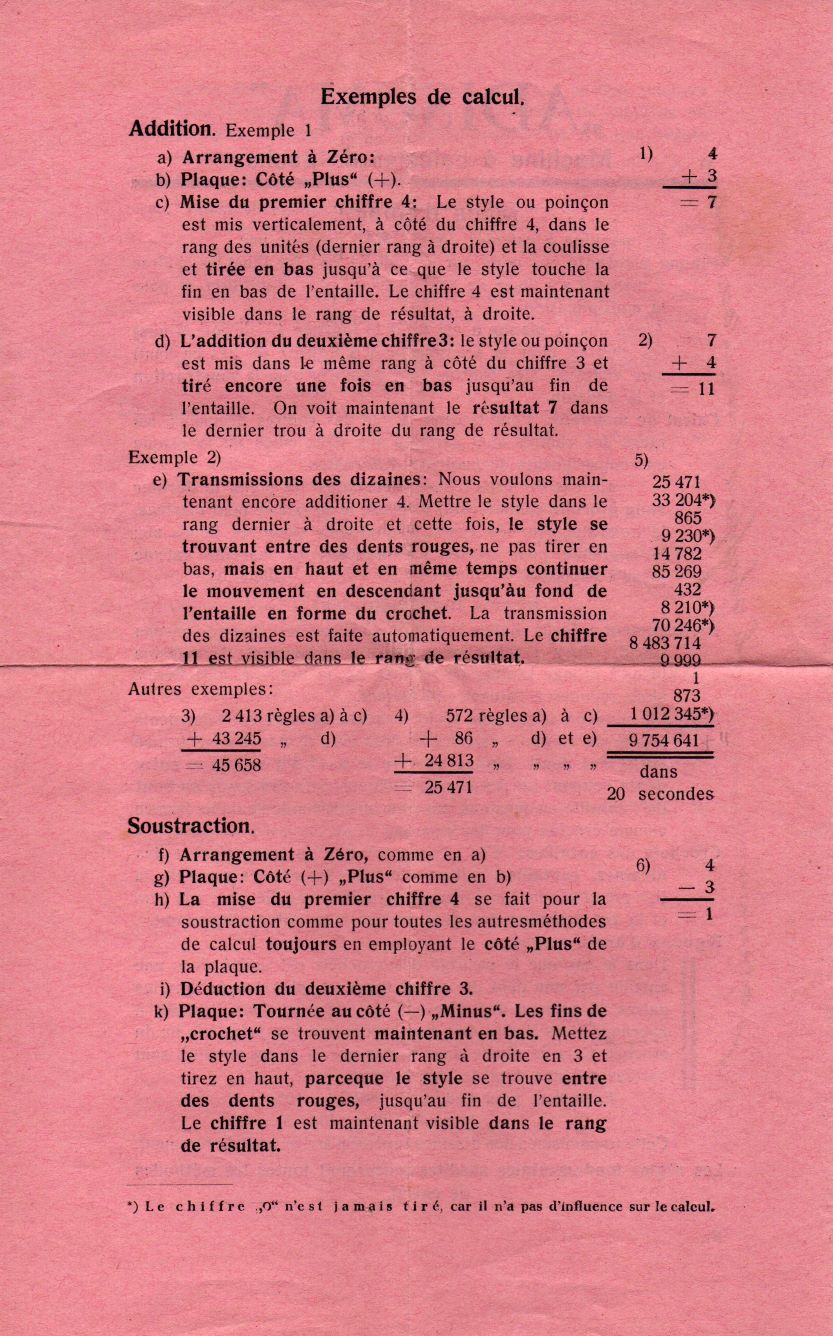 Exemples de calcul.
Addition. Exemple 1
a) Arrangement à Zéro:
b) Plaque: Côté „Plus“ (+).
c) Mise du premier chiffre 4: Le style ou poinçon
est mis verticalement, à côté du chiffre 4, dans le
rang des unités (dernier rang à droite) et la coulisse
et tirée en bas jusqu'à ce que le style touche la
fin en bas de l'entaille. Le chiffre 4 est maintenant
visible dans le rang de résultat, à droite.
1) 4
+ 3
= 7
d) L'addition du deuxième chiffre 3: le style ou poinçon
est mis dans le même rang à côté du chiffre 3 et
tiré encore une fois en bas jusqu'au fin de
l'entaille. On voit maintenant le résultat 7 dans
le dernier trou à droite du rang de résultat.
2) 7
+ 4
= 11
Exemple 2)
e) Transmissions des dizaines: Nous voulons main-
tenant encore additioner 4. Mettre le style dans le
rang dernier à droite et cette fois, le style se
trouvant entre des dents rouges, ne pas tirer en
bas, mais en haut et en même temps continuer
le mouvement en descendant jusqu'àu fond de
l'entaille en forme du crochet. La transmission
des dizaines est faite automatiquement. Le chiffre
11 est visible dans le rang de résultat.
5)
25 471
33 204*)
865
9 230*)
14 782
85 269
432
8 210*)
70 246*)
8 483 714
9 999
1
873
1 012 345*)
9 754 641
dans
20 secondes
Autres exemples:
3) 2 413 règles a) à c)
+ 43 245 „ d)
= 45 658
4) 572 règles a) à c)
+ 86 „ d) et e)
+ 24 813 „ „ „ „
= 25 471
Soustraction.
f) Arrangement à Zéro, comme en a)
g) Plaque: Côté (+) „Plus“ comme en b)
h) La mise du premier chiffre 4 se fait pour la
soustraction comme pour toutes les autresméthodes
de calcul toujours en employant le côté „Plus“ de
la plaque.
i) Déduction du deuxième chiffre 3.
k) Plaque: Tournée au côté (—) „Minus“. Les fins de
„crochet“ se trouvent maintenant en bas. Mettez
le style dans le dernier rang à droite en 3 et
tirez en haut, parceque le style se trouve entre
des dents rouges, jusqu'au fin de l'entaille.
Le chiffre 1 est maintenant visible dans le rang
de résultat.
6) 4
— 3
= 1
*) Le chiffre „O“ n'est jamais tiré, car il n'a pas d'influence sur le calcul.